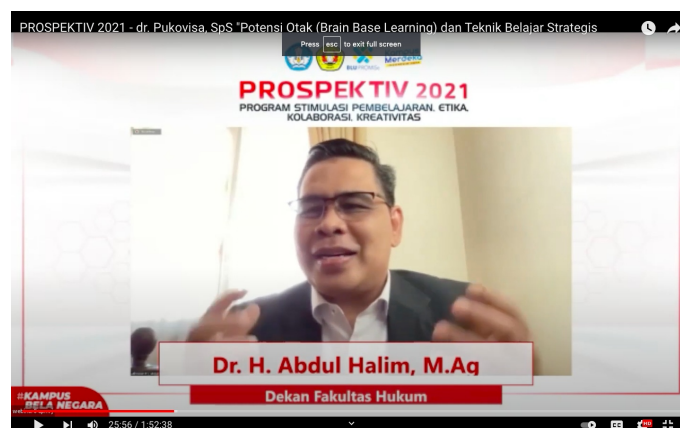 PROSPEKTIV 2021 - dr. Pukovisa, SpS "Potensi Otak (Brain Base Learning) dan Teknik Belajar Strategis
Press esc to exit full screen
PROSPEKTIV 2021
PROGRAM STIMULASI PEMBELAJARAN, ETIKA,
KOLABORASI, KREATIVITAS
Dr. H. Abdul Halim, M.Ag
Dekan Fakultas Hukum
#KAMPUS
BELA NEGARA
25:56 / 1:52:38
CC
HD